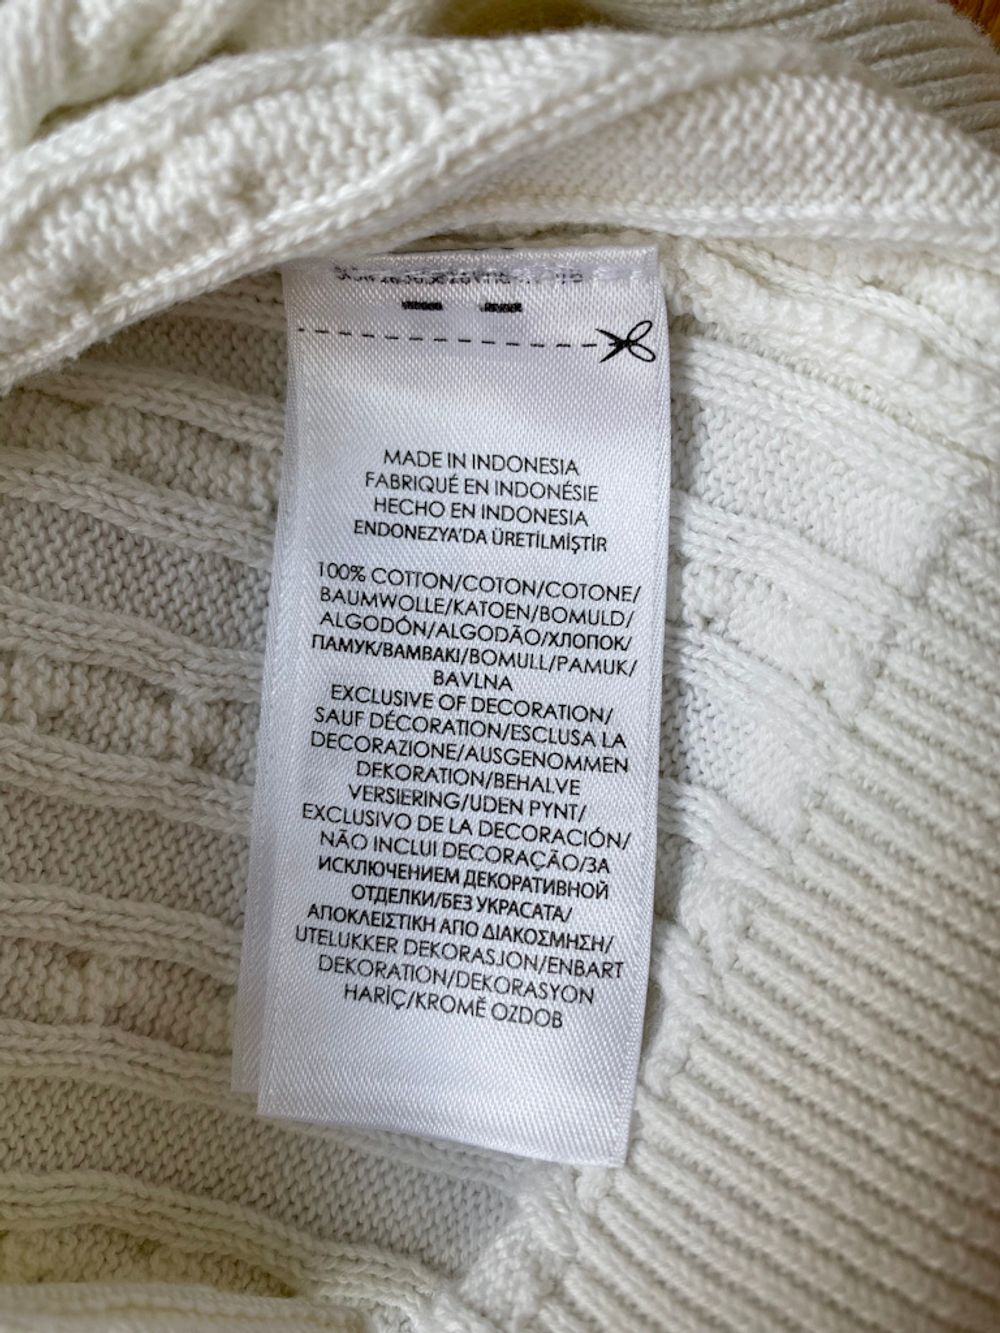 MADE IN INDONESIA
FABRIQUÉ EN INDONÉSIE
HECHO EN INDONESIA
ENDONEZYA'DA ÜRETİLMİŞTİR
100% COTTON/COTON/COTONE/
BAUMWOLLE/KATOEN/BOMULD/
ALGODÓN/ALGODÃO/ХЛОПОК/
ПАМУК/ΒΑΜΒΑΚΙ/BOMULL/PAMUK/
BAVLNA
EXCLUSIVE OF DECORATION/
SAUF DÉCORATION/ESCLUSA LA
DECORAZIONE/AUSGENOMMEN
DEKORATION/BEHALVE
VERSIERING/UDEN PYNT/
EXCLUSIVO DE LA DECORACIÓN/
NÃO INCLUI DECORAÇÃO/ЗА
ИСКЛЮЧЕНИЕМ ДЕКОРАТИВНОЙ
ОТДЕЛКИ/БЕЗ УКРАСАТА/
ΑΠΟΚΛΕΙΣΤΙΚΗ ΑΠΟ ΔΙΑΚΟΣΜΗΣΗ/
UTELUKKER DEKORASJON/ENBART
DEKORATION/DEKORASYON
HARİÇ/KROMĚ OZDOB